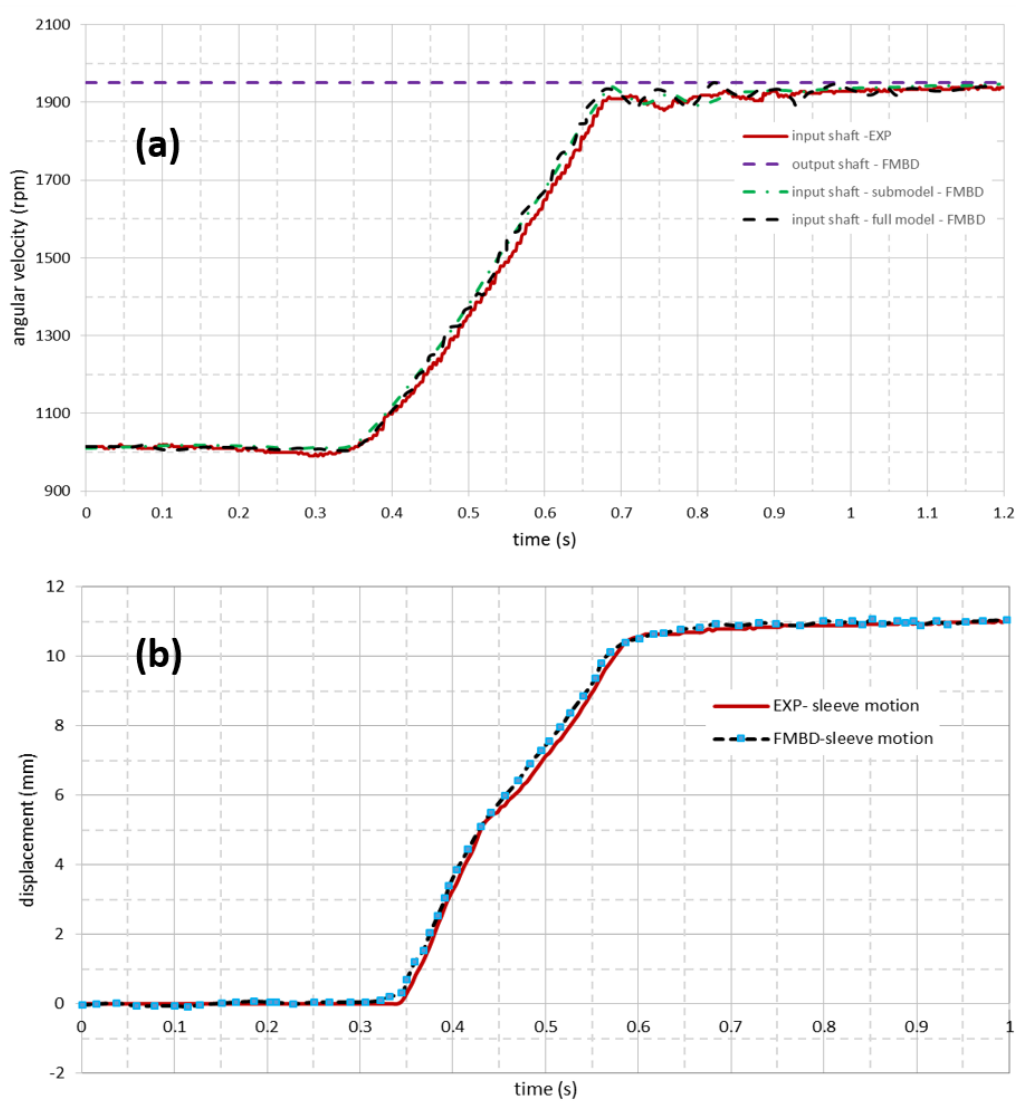 2100
1900
1700
1500
1300
1100
900
angular velocity (rpm)
(a)
input shaft -EXP
output shaft - FMBD
input shaft - submodel - FMBD
input shaft - full model - FMBD
0 0.1 0.2 0.3 0.4 0.5 0.6 0.7 0.8 0.9 1 1.1 1.2
time (s)
12
10
8
6
4
2
0
-2
displacement (mm)
(b)
EXP- sleeve motion
FMBD-sleeve motion
0 0.1 0.2 0.3 0.4 0.5 0.6 0.7 0.8 0.9 1
time (s)